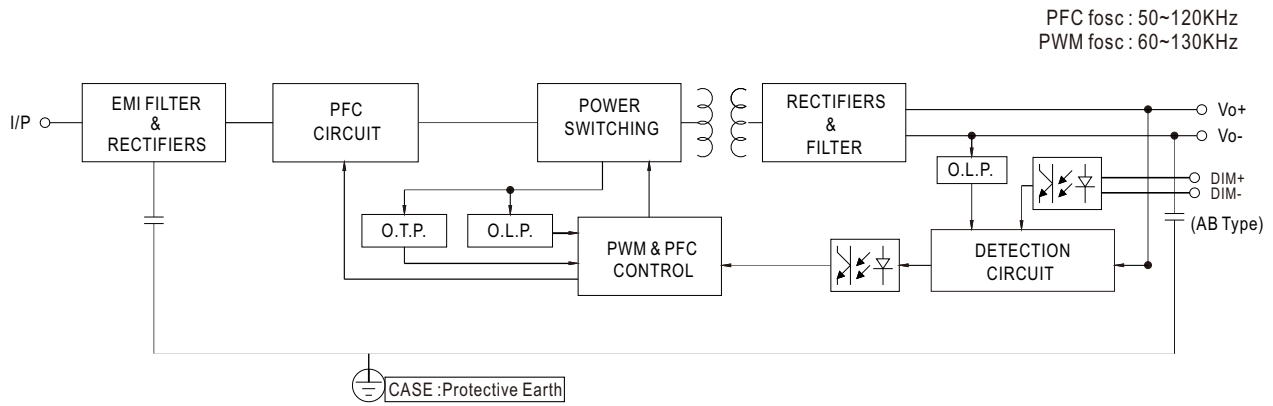 PFC fosc : 50~120KHz
PWM fosc : 60~130KHz
I/P
EMI FILTER
&
RECTIFIERS
PFC
CIRCUIT
POWER
SWITCHING
RECTIFIERS
&
FILTER
Vo+
Vo-
O.L.P.
DIM+
DIM-
(AB Type)
O.T.P.
O.L.P.
PWM & PFC
CONTROL
DETECTION
CIRCUIT
CASE :Protective Earth